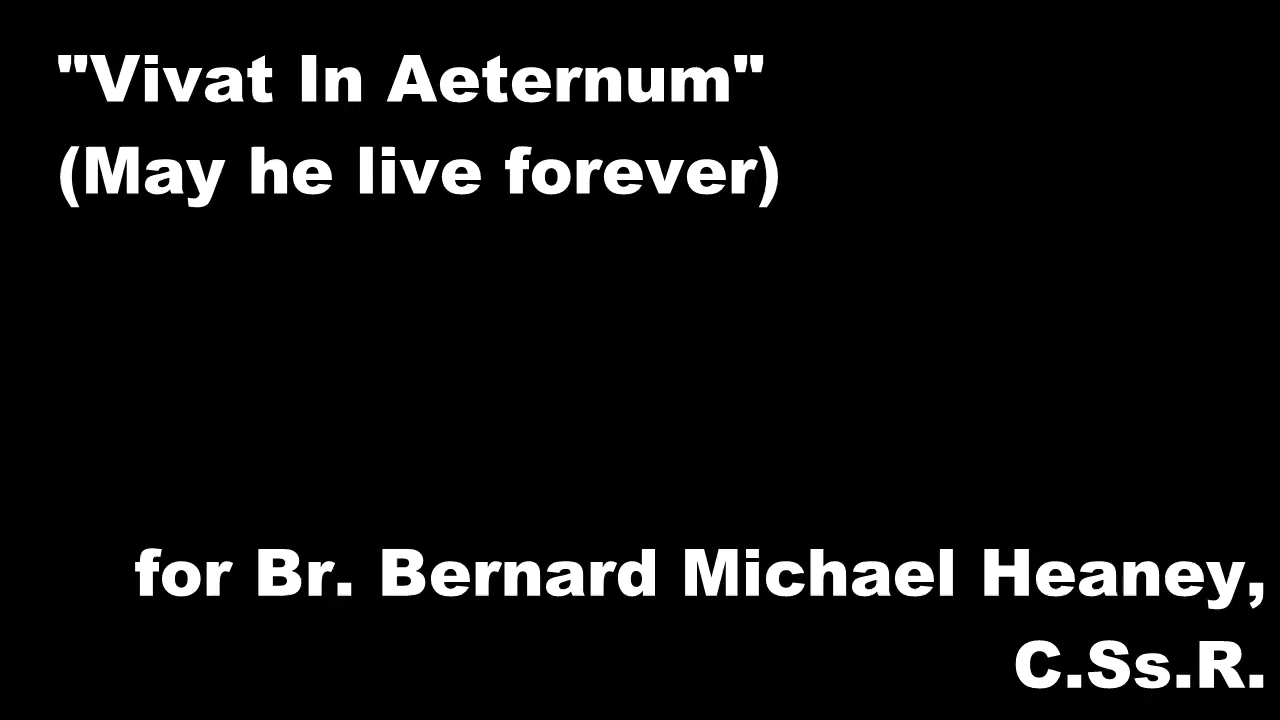 "Vivat In Aeternum"
(May he live forever)
for Br. Bernard Michael Heaney,
C.Ss.R.